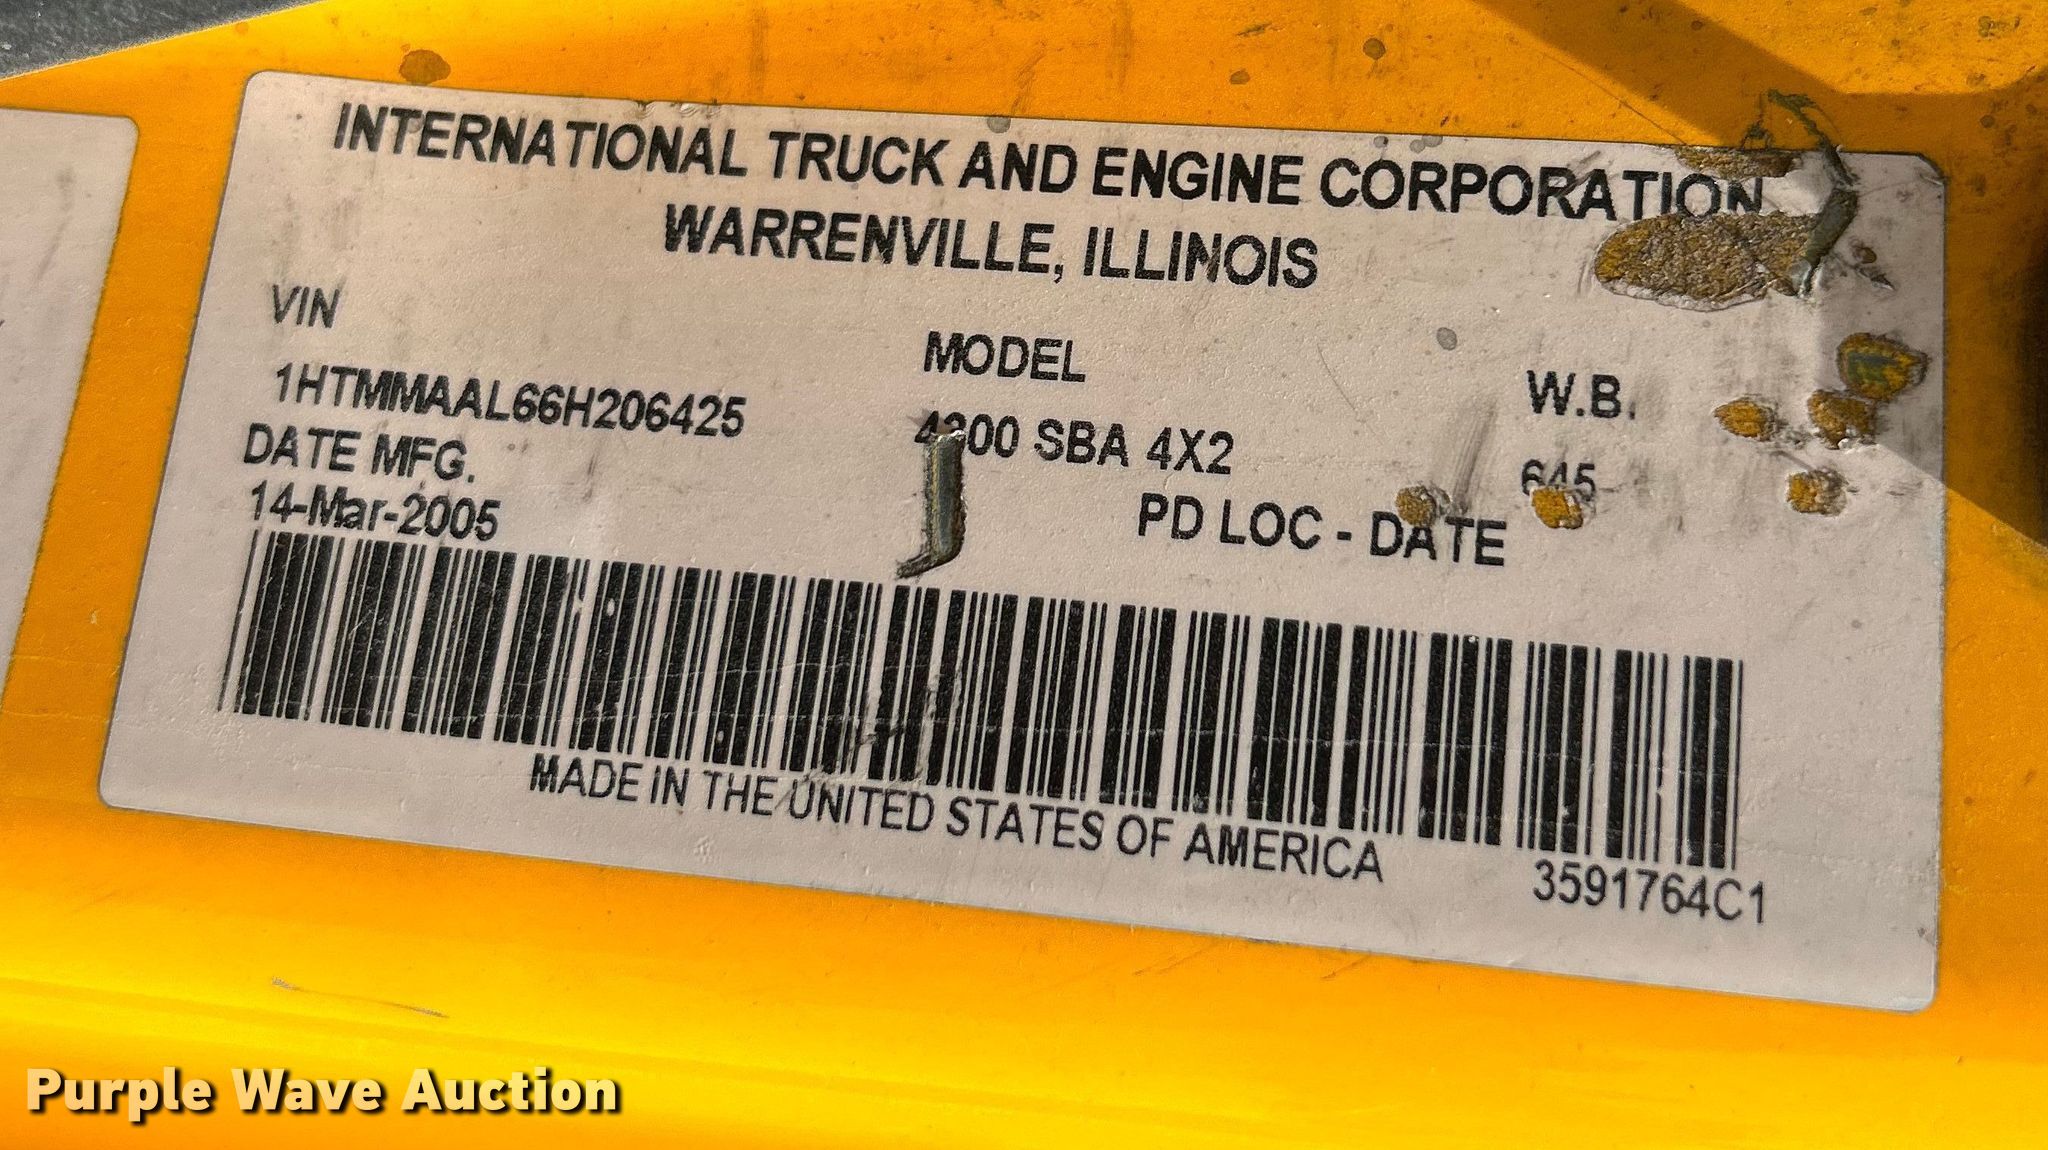 INTERNATIONAL TRUCK AND ENGINE CORPORATION
WARRENVILLE, ILLINOIS
VIN MODEL W.B.
1HTMMAAL66H206425 4300 SBA 4X2 645
DATE MFG. PD LOC - DATE
14-Mar-2005
MADE IN THE UNITED STATES OF AMERICA
3591764C1
Purple Wave Auction